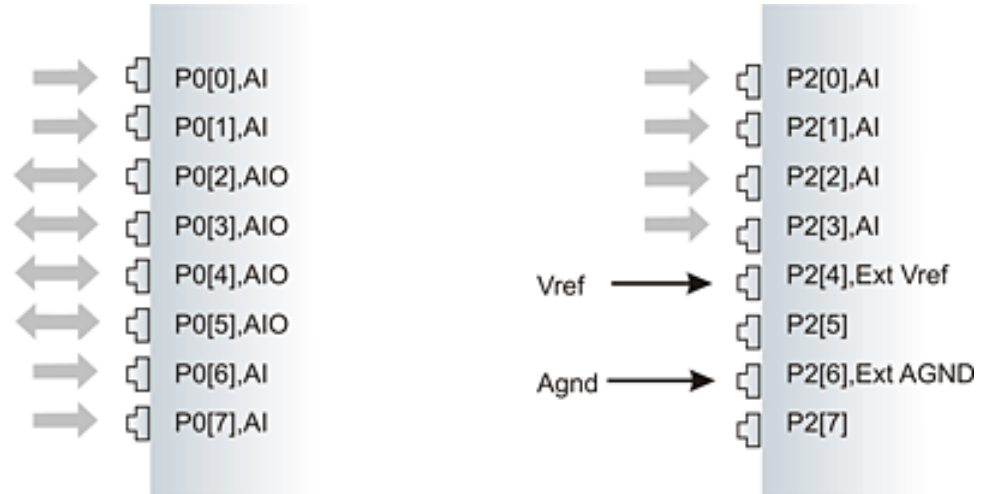 P0[0],AI
P0[1],AI
P0[2],AIO
P0[3],AIO
P0[4],AIO
P0[5],AIO
P0[6],AI
P0[7],AI
P2[0],AI
P2[1],AI
P2[2],AI
P2[3],AI
Vref P2[4],Ext Vref
P2[5]
Agnd P2[6],Ext AGND
P2[7]